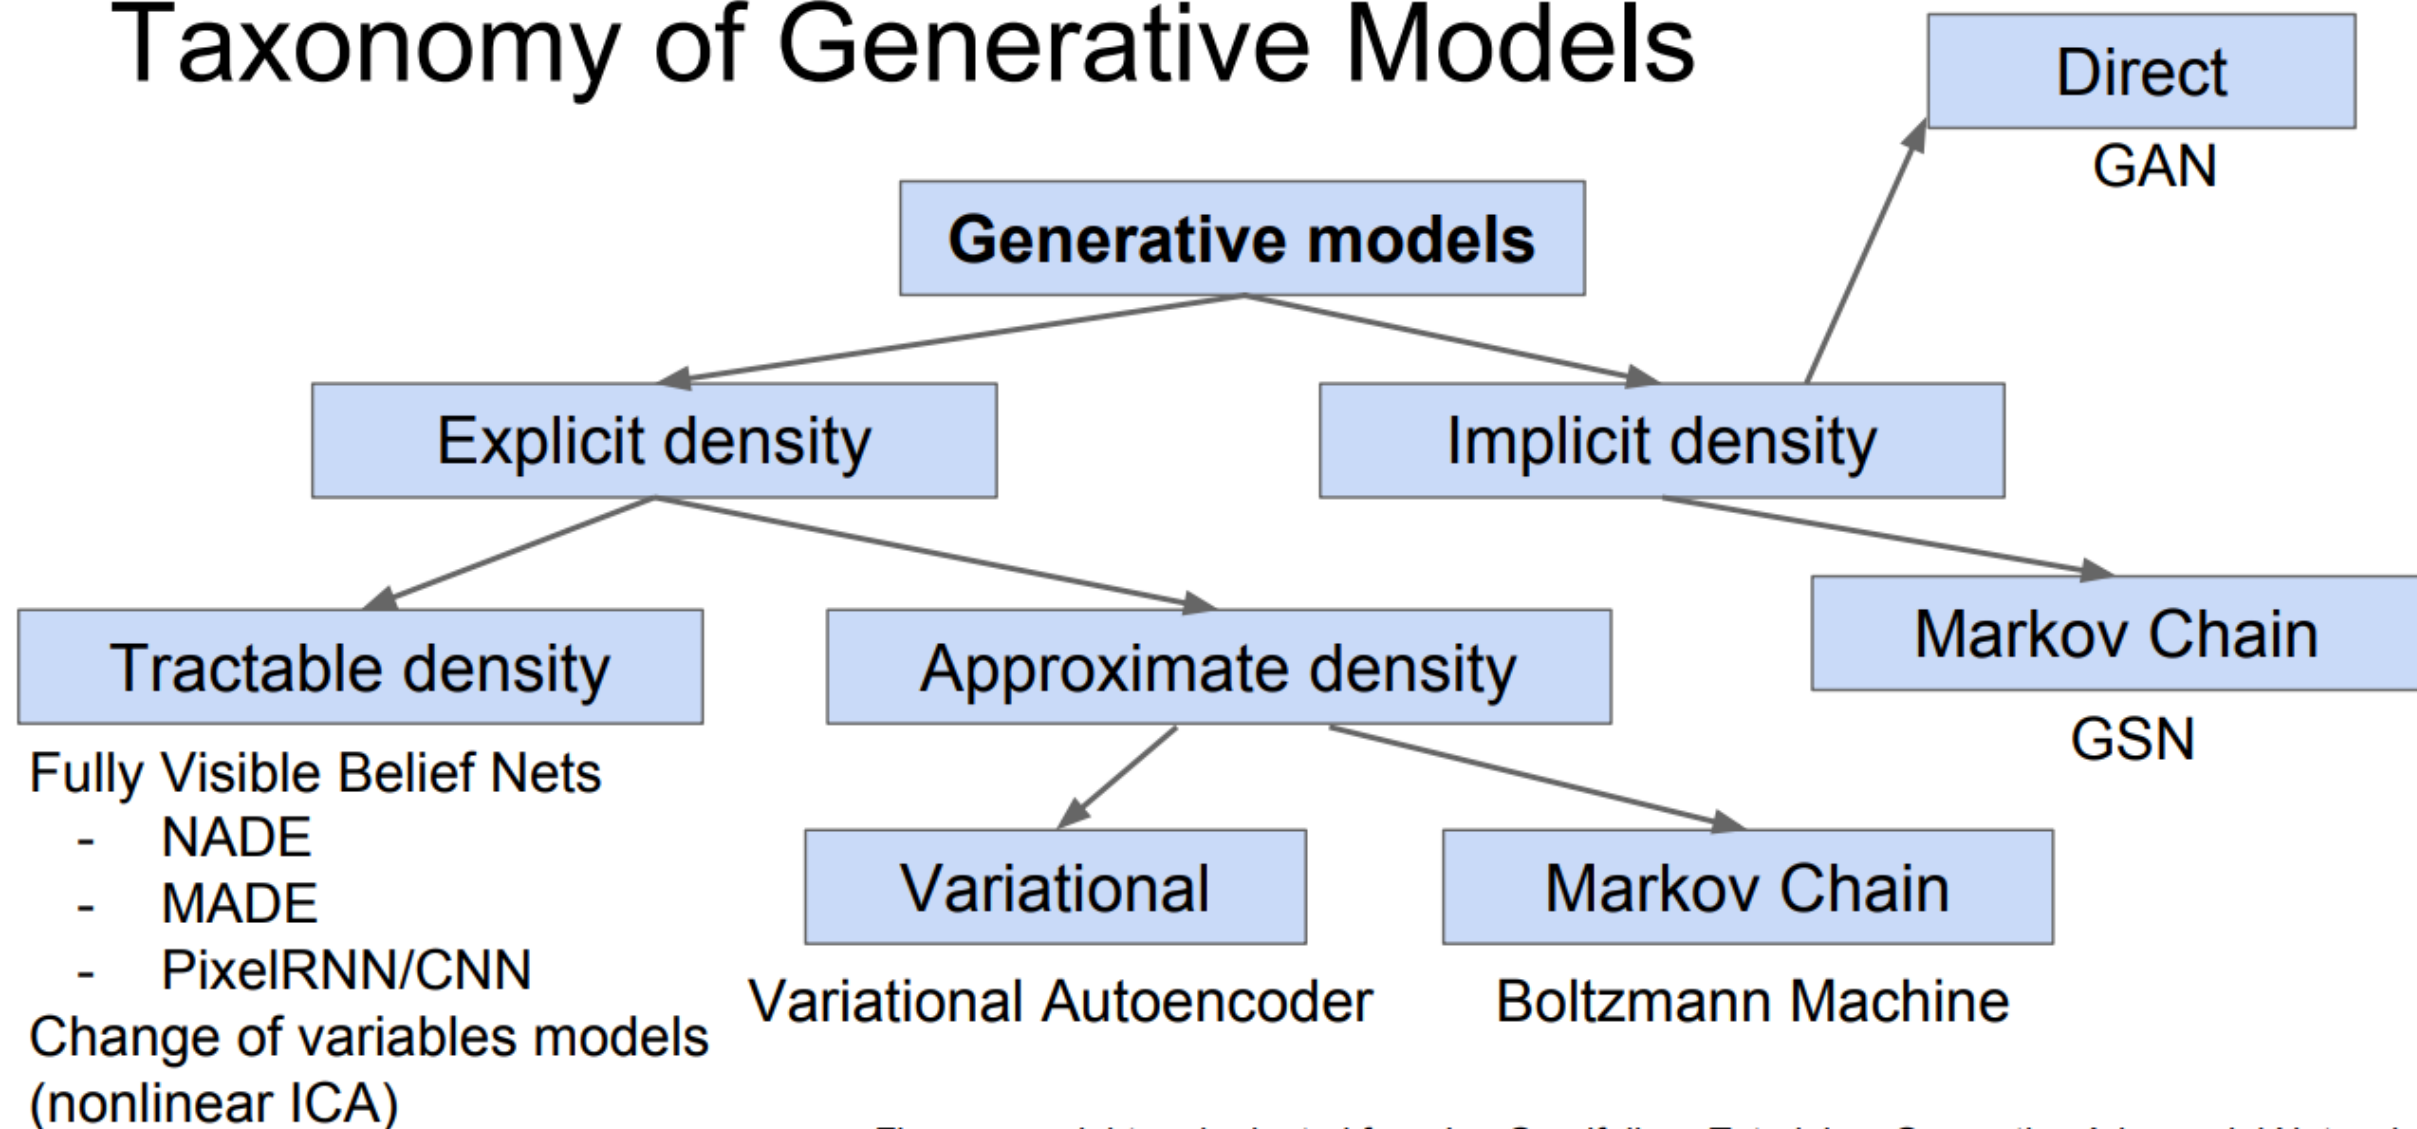 Taxonomy of Generative Models
Direct
GAN
Generative models
Explicit density
Implicit density
Tractable density
Approximate density
Markov Chain
GSN
Fully Visible Belief Nets
- NADE
- MADE
- PixelRNN/CNN
Change of variables models
(nonlinear ICA)
Variational
Markov Chain
Variational Autoencoder
Boltzmann Machine